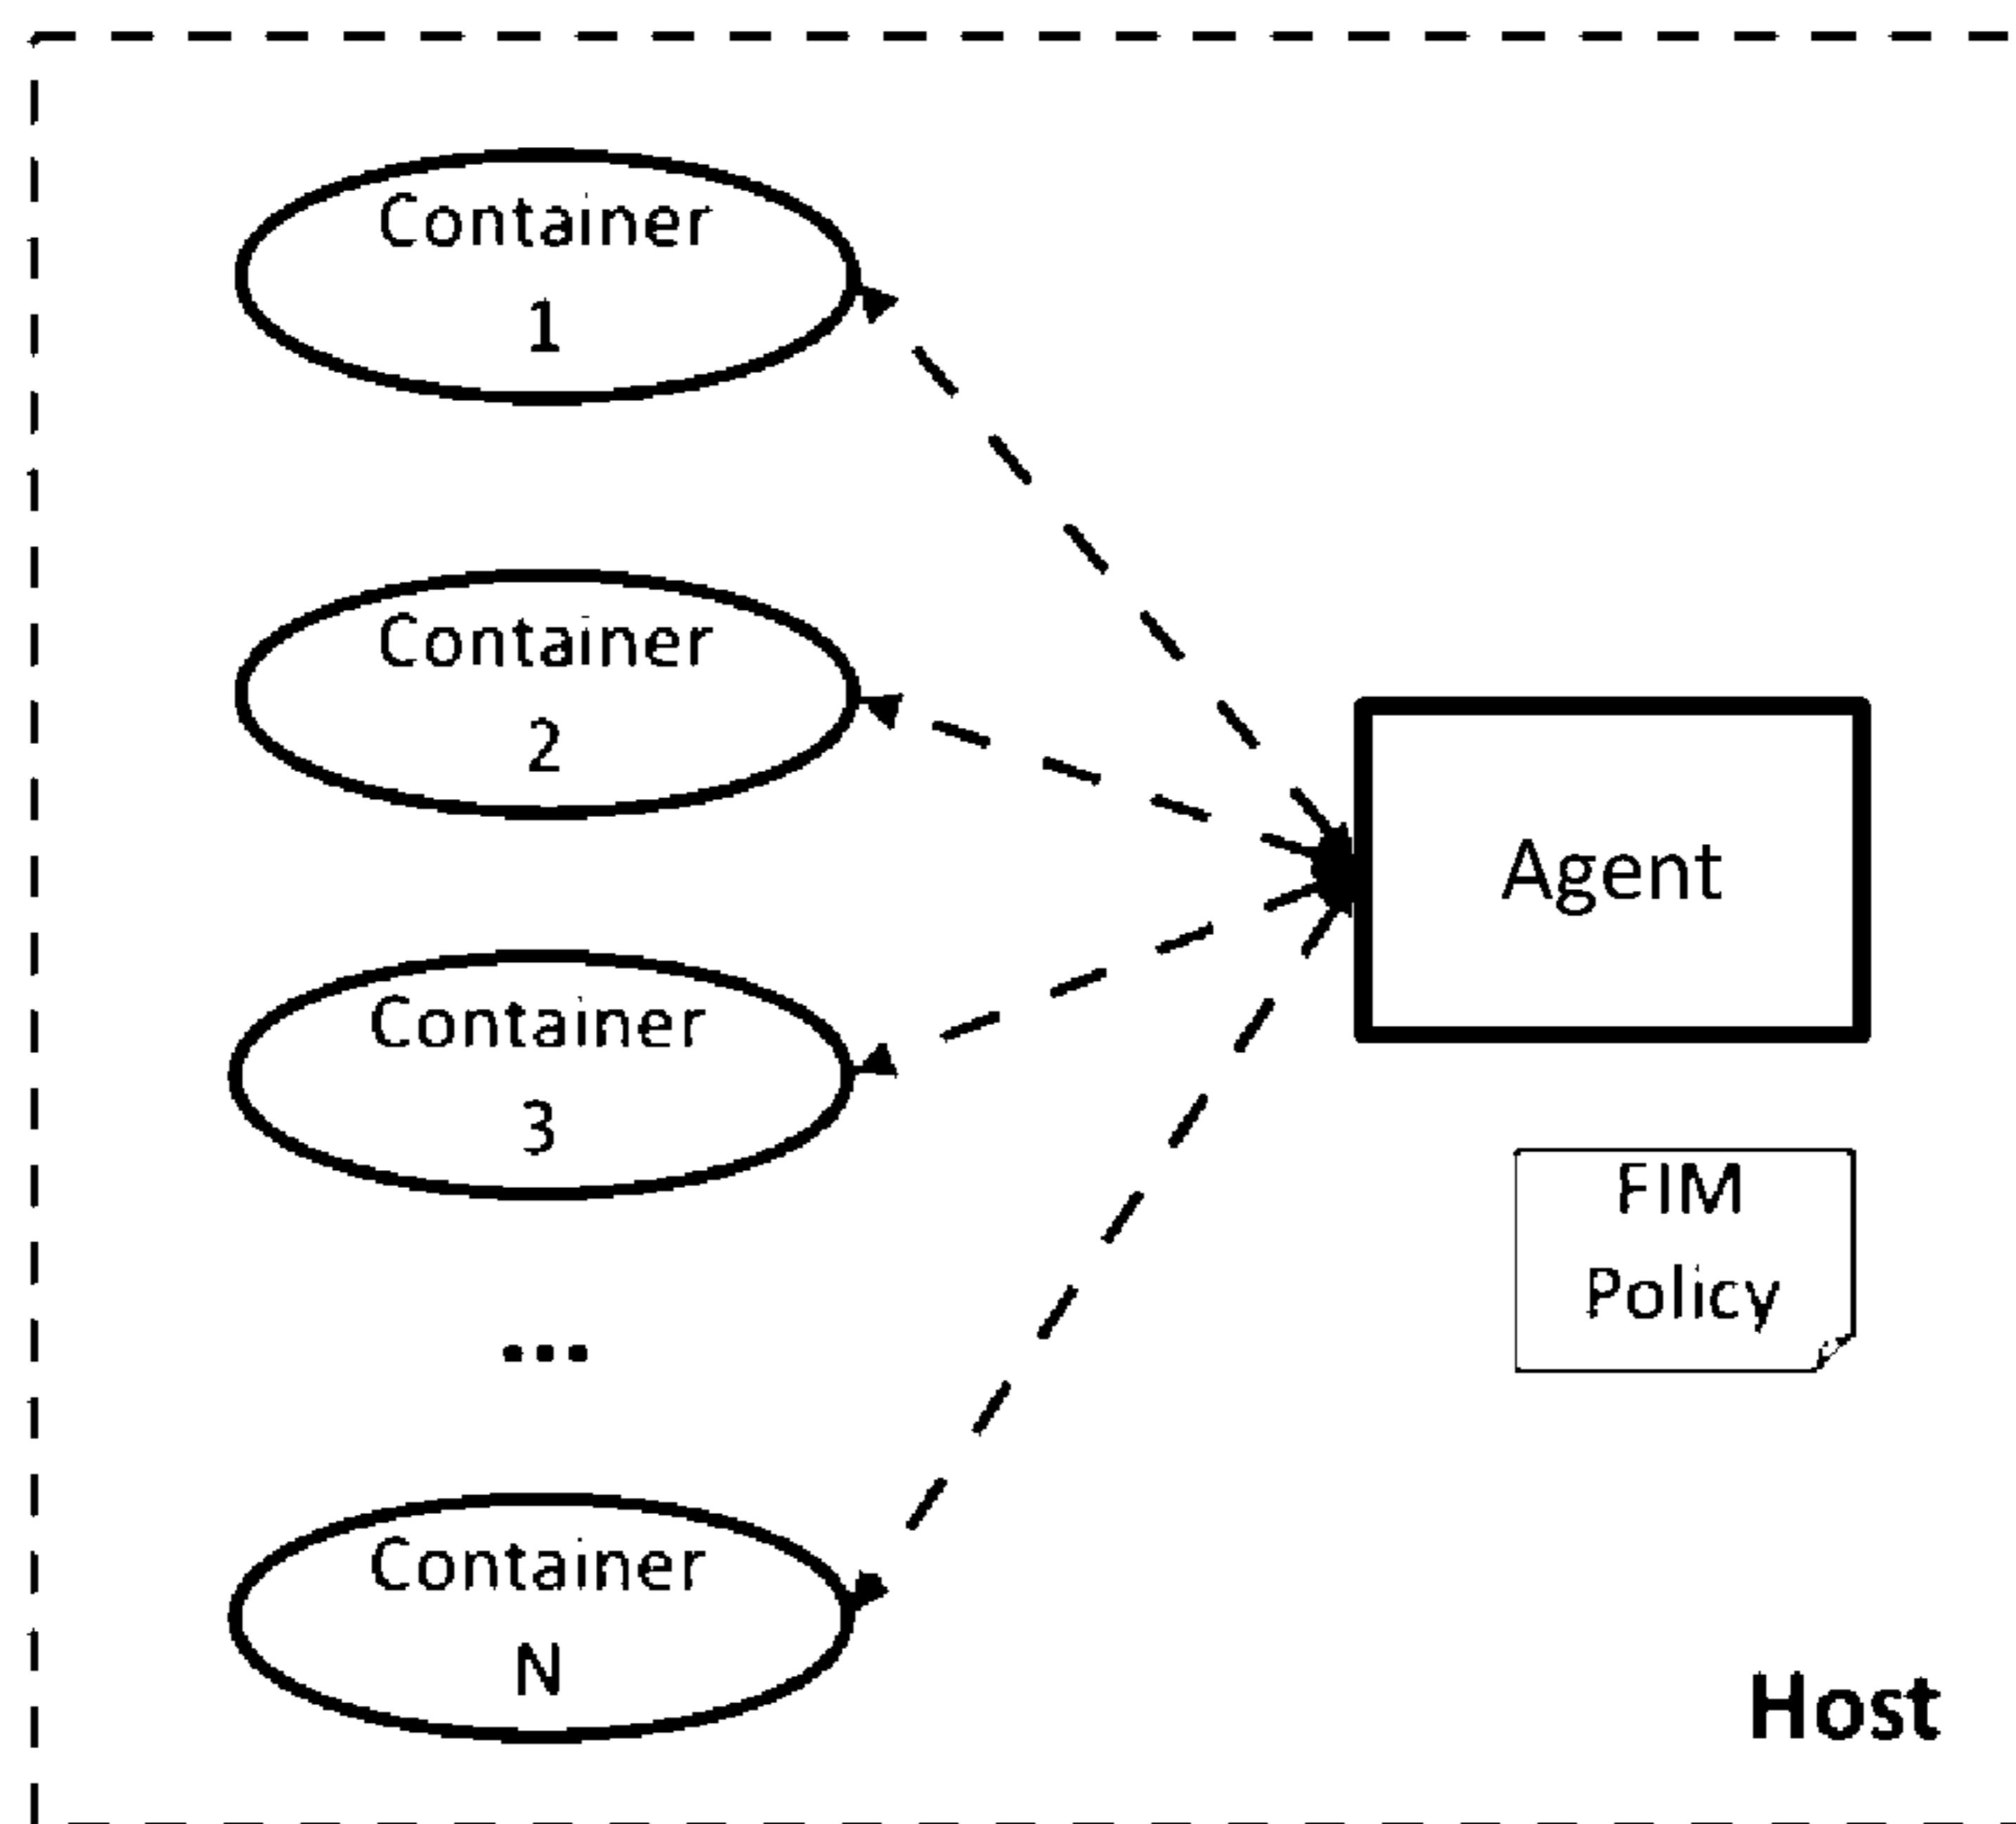 Container
1
Container
2
Agent
Container
3
FIM
Policy
...
Container
N
Host